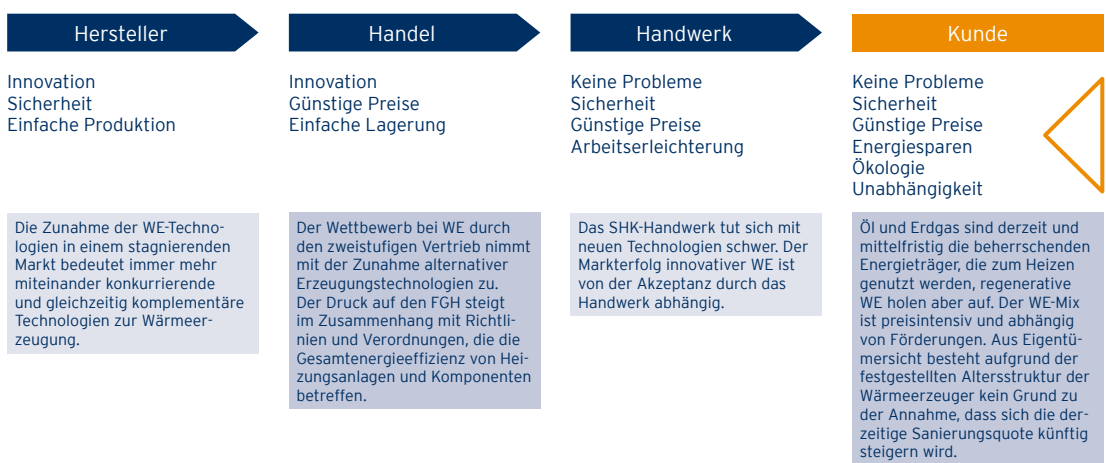 Hersteller
Innovation
Sicherheit
Einfache Produktion
Die Zunahme der WE-Techno-
logien in einem stagnierenden
Markt bedeutet immer mehr
miteinander konkurrierende
und gleichzeitig komplementäre
Technologien zur Wärmeer-
zeugung.
Handel
Innovation
Günstige Preise
Einfache Lagerung
Der Wettbewerb bei WE durch
den zweistufigen Vertrieb nimmt
mit der Zunahme alternativer
Erzeugungstechnologien zu.
Der Druck auf den FGH steigt
im Zusammenhang mit Richtli-
nien und Verordnungen, die die
Gesamtenergieeffizienz von Hei-
zungsanlagen und Komponenten
betreffen.
Handwerk
Keine Probleme
Sicherheit
Günstige Preise
Arbeitserleichterung
Das SHK-Handwerk tut sich mit
neuen Technologien schwer. Der
Markterfolg innovativer WE ist
von der Akzeptanz durch das
Handwerk abhängig.
Kunde
Keine Probleme
Sicherheit
Günstige Preise
Energiesparen
Ökologie
Unabhängigkeit
Öl und Erdgas sind derzeit und
mittelfristig die beherrschenden
Energieträger, die zum Heizen
genutzt werden, regenerative
WE holen aber auf. Der WE-Mix
ist preisintensiv und abhängig
von Förderungen. Aus Eigentü-
mersicht besteht aufgrund der
festgestellten Altersstruktur der
Wärmeerzeuger kein Grund zu
der Annahme, dass sich die der-
zeitige Sanierungsquote künftig
steigern wird.